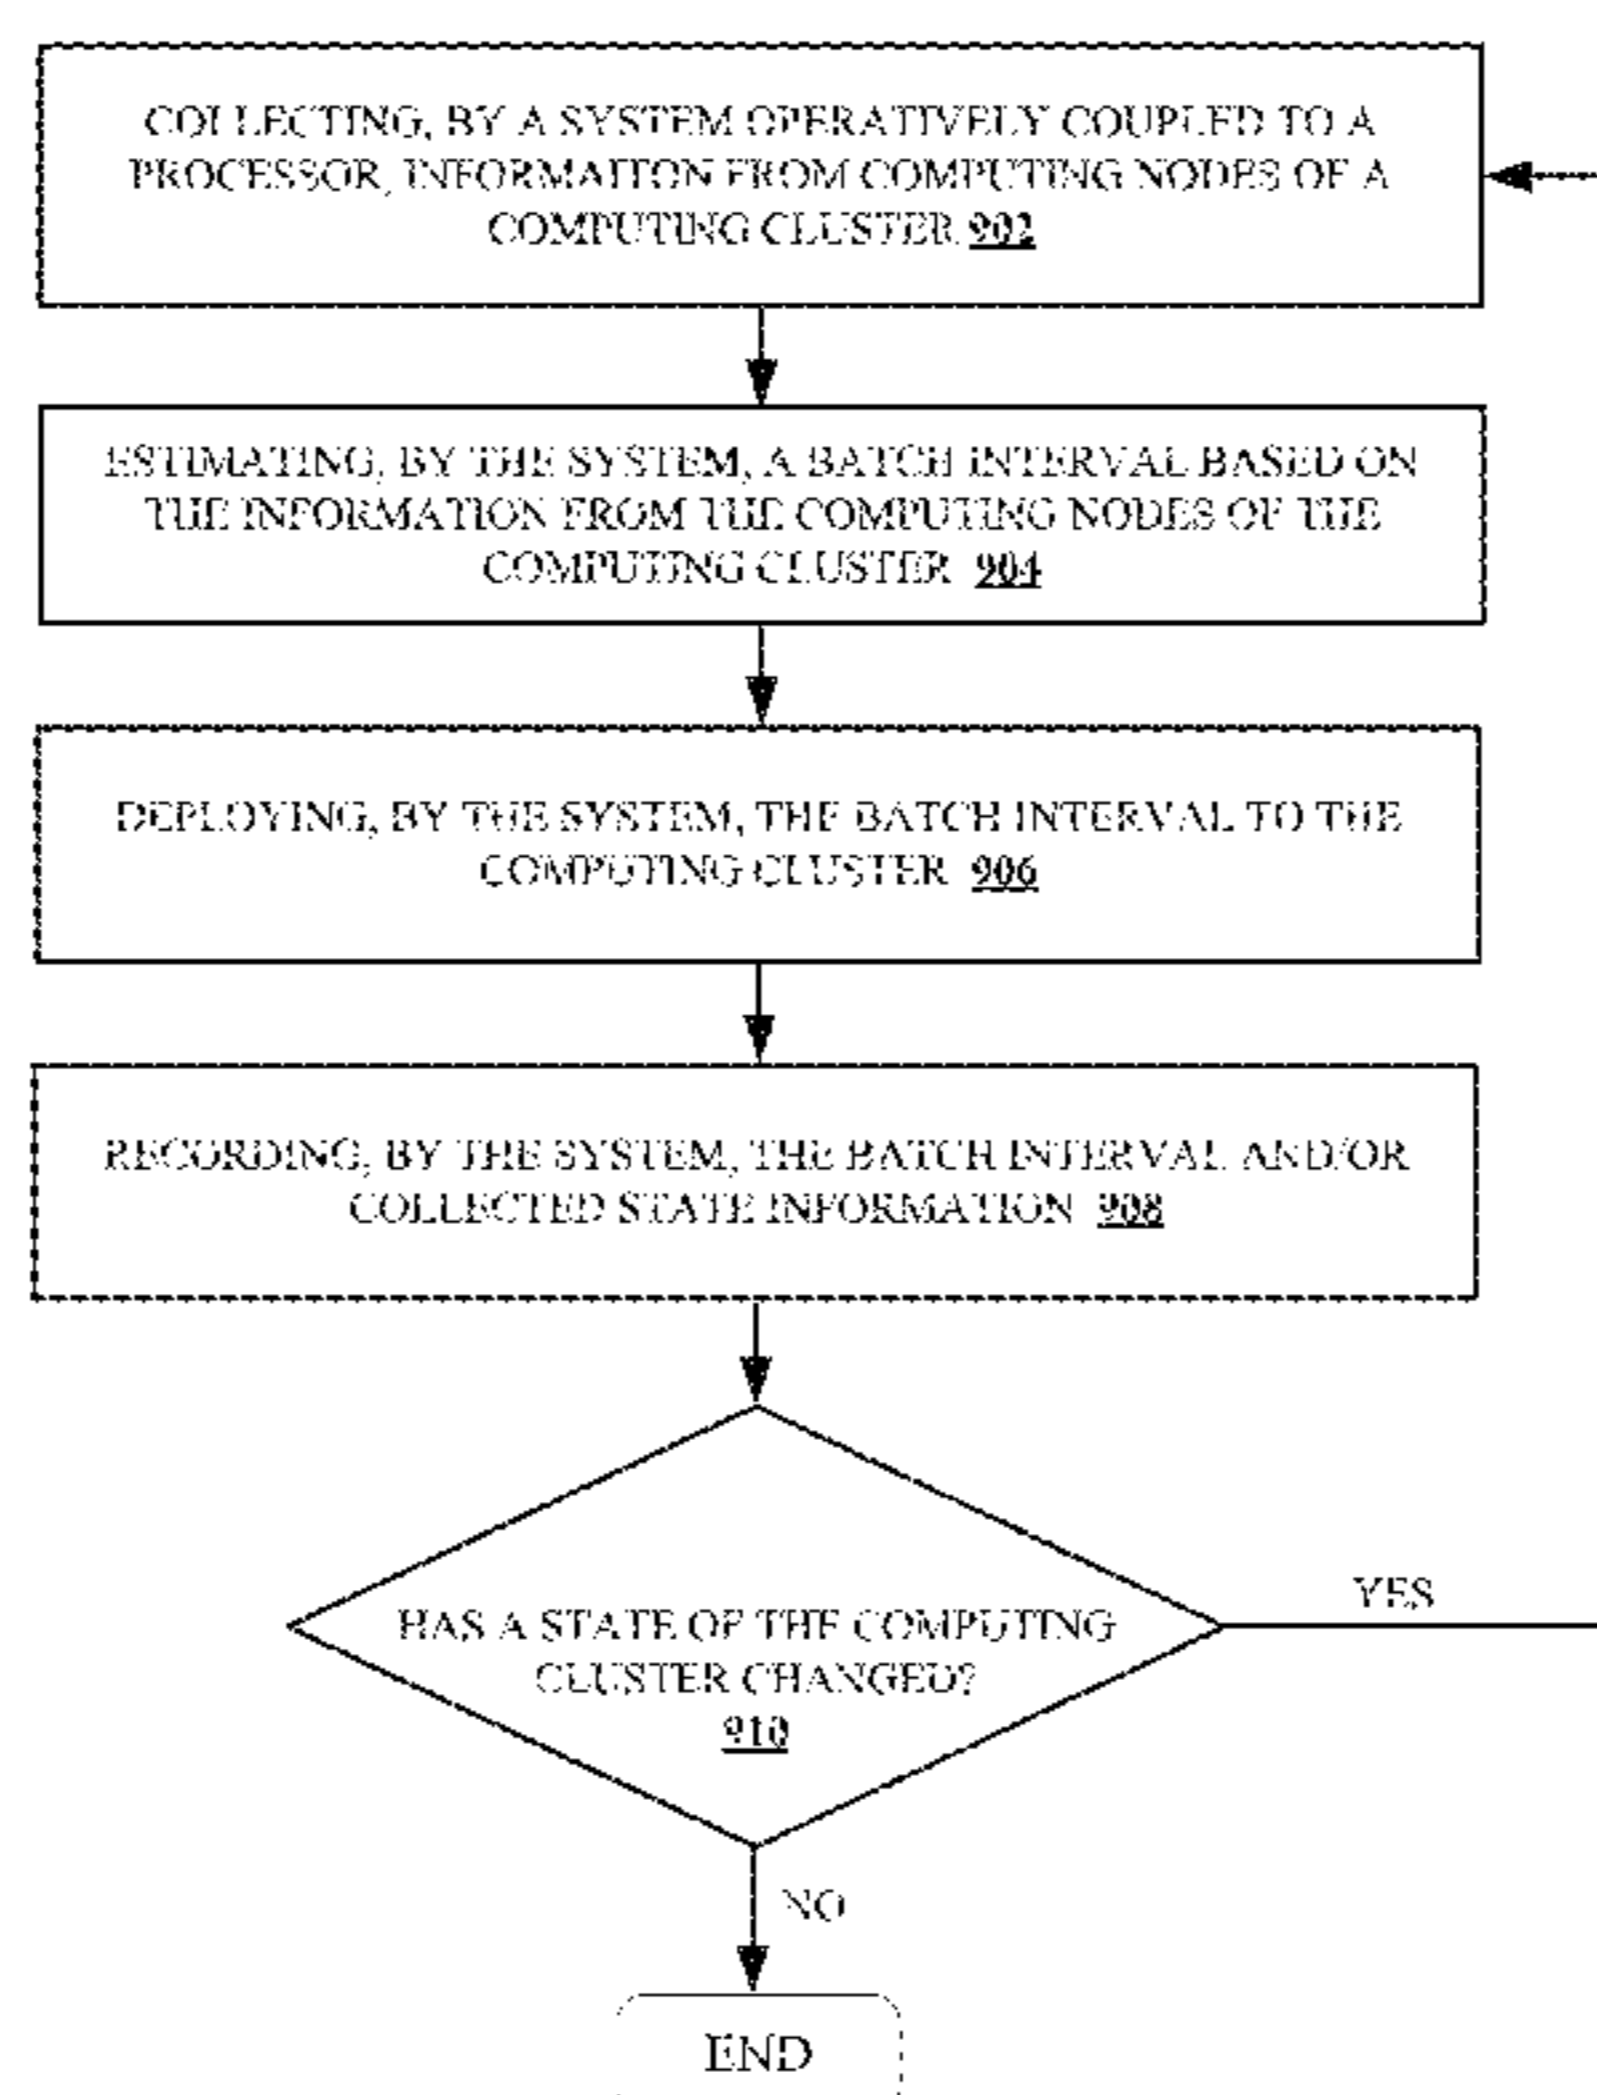 COLLECTING, BY A SYSTEM OPERATIVELY COUPLED TO A
PROCESSOR, INFORMAITON FROM COMPUTING NODES OF A
COMPUTING CLUSTER 902
ESTIMATING, BY THE SYSTEM, A BATCH INTERVAL BASED ON
THE INFORMATION FROM THE COMPUTING NODES OF THE
COMPUTING CLUSTER 904
DEPLOYING, BY THE SYSTEM, THE BATCH INTERVAL TO THE
COMPUTING CLUSTER 906
RECORDING, BY THE SYSTEM, THE BATCH INTERVAL AND/OR
COLLECTED STATE INFORMATION 908
HAS A STATE OF THE COMPUTING
CLUSTER CHANGED?
910
YES
NO
END